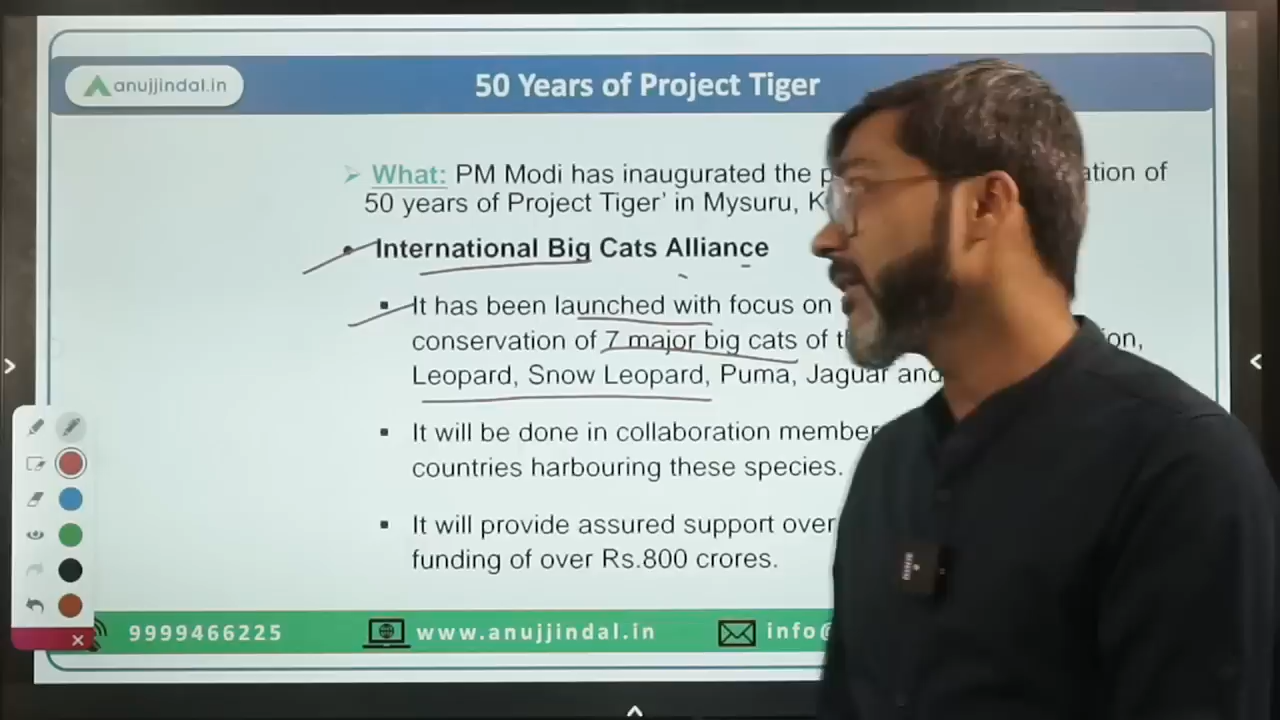 anujjindal.in
50 Years of Project Tiger
What: PM Modi has inaugurated the
50 years of Project Tiger' in Mysuru,
International Big Cats Alliance
It has been launched with focus on
conservation of 7 major big cats of
Leopard, Snow Leopard, Puma, Jaguar and
It will be done in collaboration member
countries harbouring these species.
It will provide assured support over
funding of over Rs.800 crores.
9999466225
www.anujjindal.in
info@